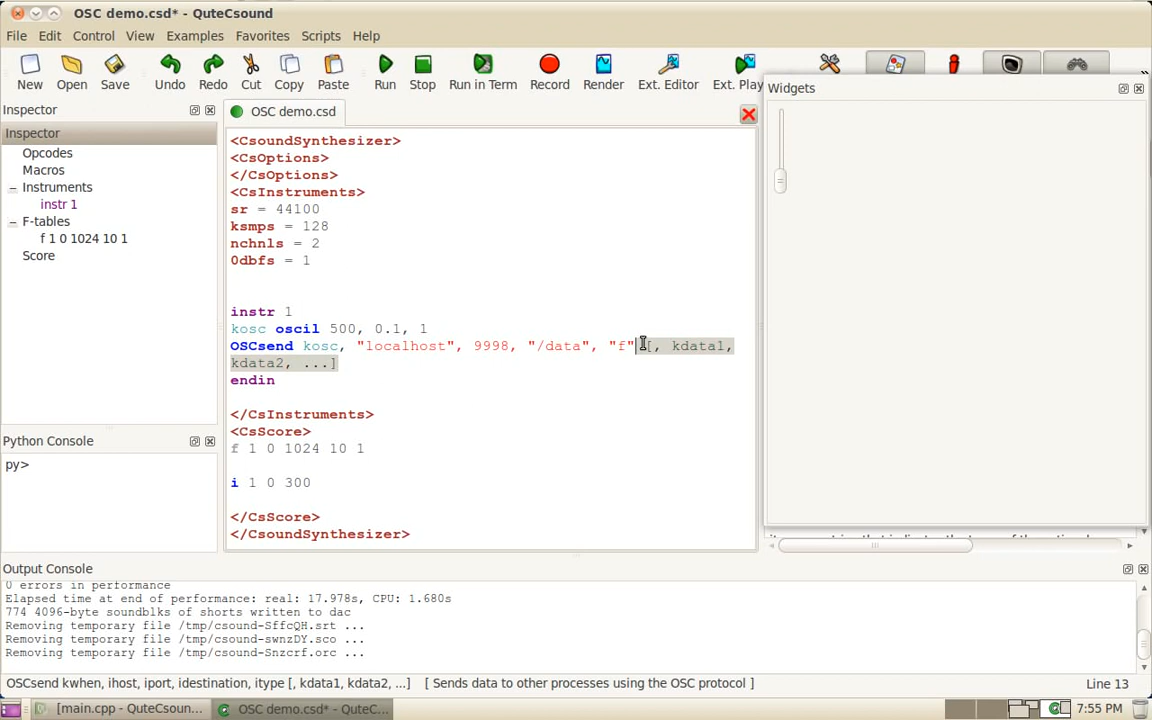 OSC demo.csd* - QuteCsound
File Edit Control View Examples Favorites Scripts Help
New Open Save Undo Redo Cut Copy Paste Run Stop Run in Term Record Render Ext. Editor Ext. Play
Inspector
OSC demo.csd
Widgets
Inspector
Opcodes
Macros
Instruments
instr 1
F-tables
f 1 0 1024 10 1
Score
<CsoundSynthesizer>
<CsOptions>
</CsOptions>
<CsInstruments>
sr = 44100
ksmps = 128
nchnls = 2
0dbfs = 1
instr 1
kosc oscil 500, 0.1, 1
OSCsend kosc, "localhost", 9998, "/data", "f" [, kdata1,
kdata2, ...]
endin
</CsInstruments>
<CsScore>
f 1 0 1024 10 1
i 1 0 300
</CsScore>
</CsoundSynthesizer>
Python Console
py>
Output Console
0 errors in performance
Elapsed time at end of performance: real: 17.978s, CPU: 1.680s
774 4096-byte soundblks of shorts written to dac
Removing temporary file /tmp/csound-SffcQH.srt ...
Removing temporary file /tmp/csound-swnzDY.sco ...
Removing temporary file /tmp/csound-Snzcrf.orc ...
OSCsend kwhen, ihost, iport, idestination, itype [, kdata1, kdata2, ...] [ Sends data to other processes using the OSC protocol ] Line 13
[main.cpp - QuteCsoun... OSC demo.csd* - QuteC... 7:55 PM